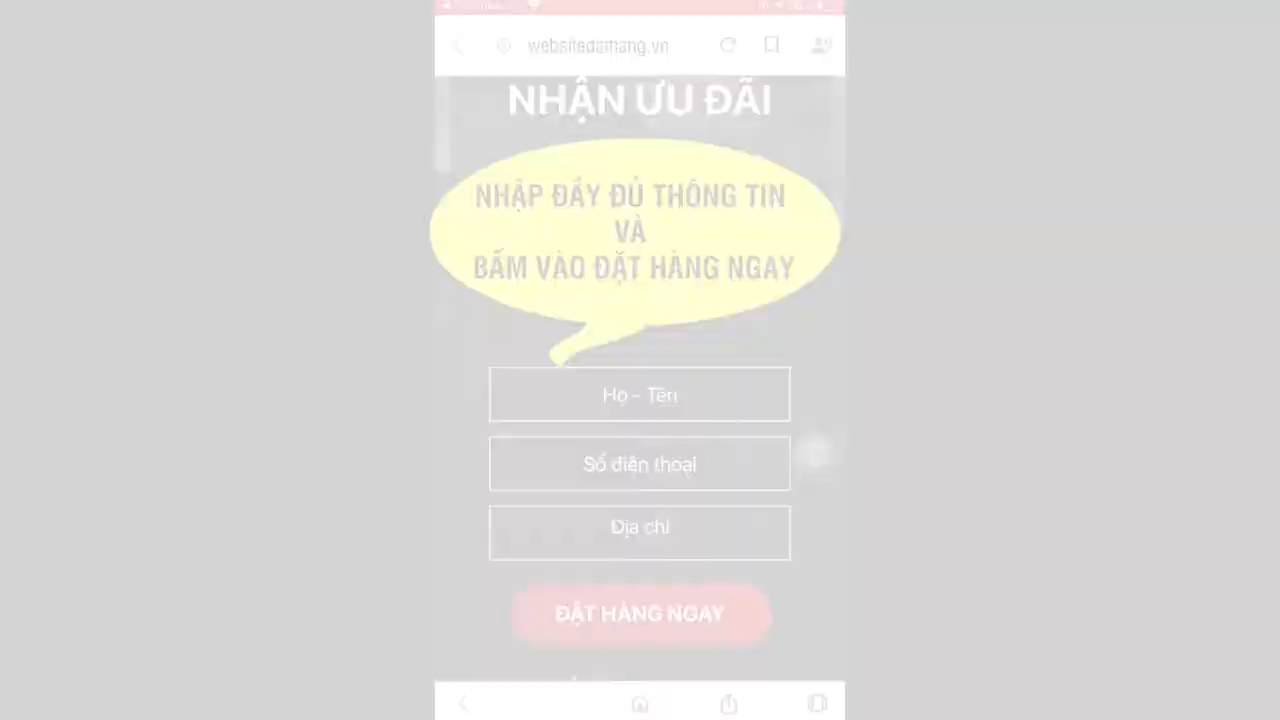 websitedamang.vn
NHẬN ƯU ĐÃI
NHẬP ĐẦY ĐỦ THÔNG TIN
VÀ
BẤM VÀO ĐẶT HÀNG NGAY
Họ - Tên
Số điện thoại
Địa chỉ
ĐẶT HÀNG NGAY